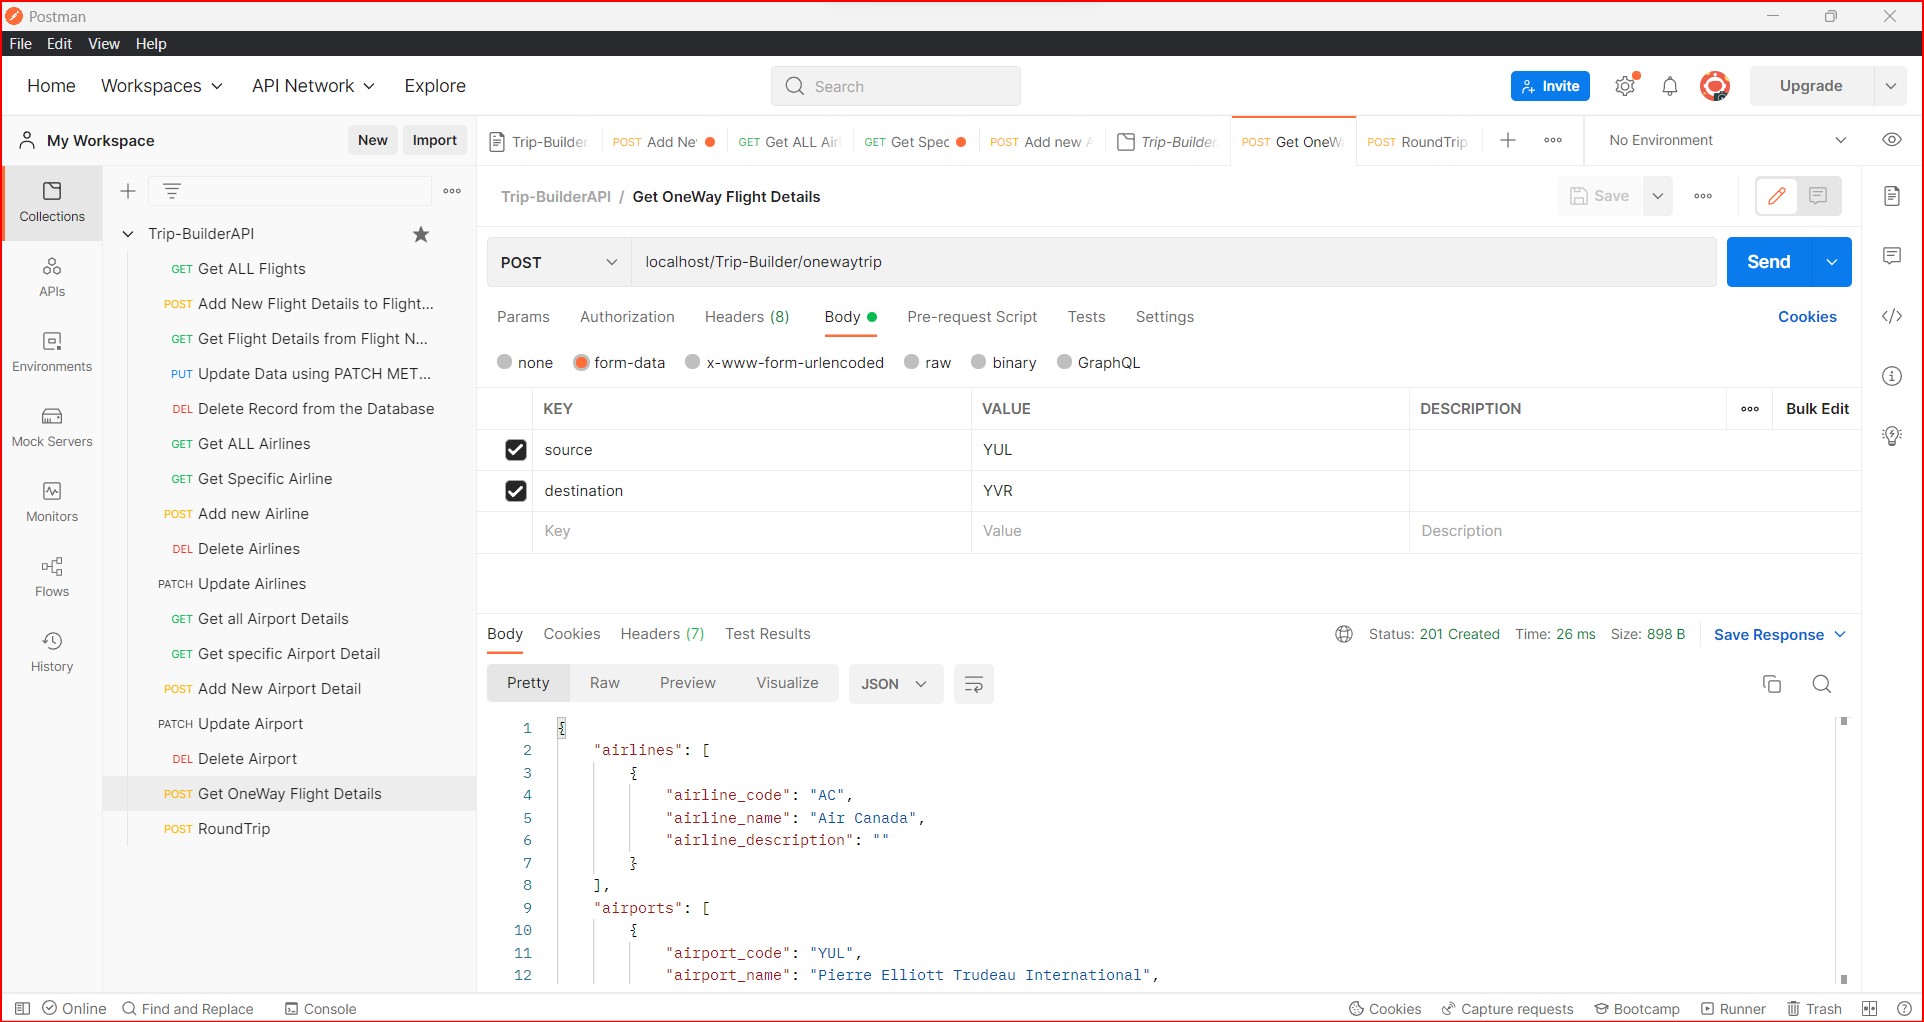 Postman
File Edit View Help
Home Workspaces API Network Explore Search Invite Upgrade
My Workspace New Import
Trip-Builder POST Add Ne GET Get ALL Air GET Get Spec POST Add new A Trip-Builder POST Get OneW POST RoundTrip No Environment
Collections
APIs
Environments
Mock Servers
Monitors
Flows
History
Trip-BuilderAPI
GET Get ALL Flights
POST Add New Flight Details to Flight...
GET Get Flight Details from Flight N...
PUT Update Data using PATCH MET...
DEL Delete Record from the Database
GET Get ALL Airlines
GET Get Specific Airline
POST Add new Airline
DEL Delete Airlines
PATCH Update Airlines
GET Get all Airport Details
GET Get specific Airport Detail
POST Add New Airport Detail
PATCH Update Airport
DEL Delete Airport
POST Get OneWay Flight Details
POST RoundTrip
Trip-BuilderAPI / Get OneWay Flight Details Save
POST localhost/Trip-Builder/onewaytrip Send
Params Authorization Headers (8) Body Pre-request Script Tests Settings Cookies
none form-data x-www-form-urlencoded raw binary GraphQL
KEY VALUE DESCRIPTION Bulk Edit
source YUL
destination YVR
Key Value Description
Body Cookies Headers (7) Test Results Status: 201 Created Time: 26 ms Size: 898 B Save Response
Pretty Raw Preview Visualize JSON
1 {
2 "airlines": [
3 {
4 "airline_code": "AC",
5 "airline_name": "Air Canada",
6 "airline_description": ""
7 }
8 ],
9 "airports": [
10 {
11 "airport_code": "YUL",
12 "airport_name": "Pierre Elliott Trudeau International",
Online Find and Replace Console Cookies Capture requests Bootcamp Runner Trash